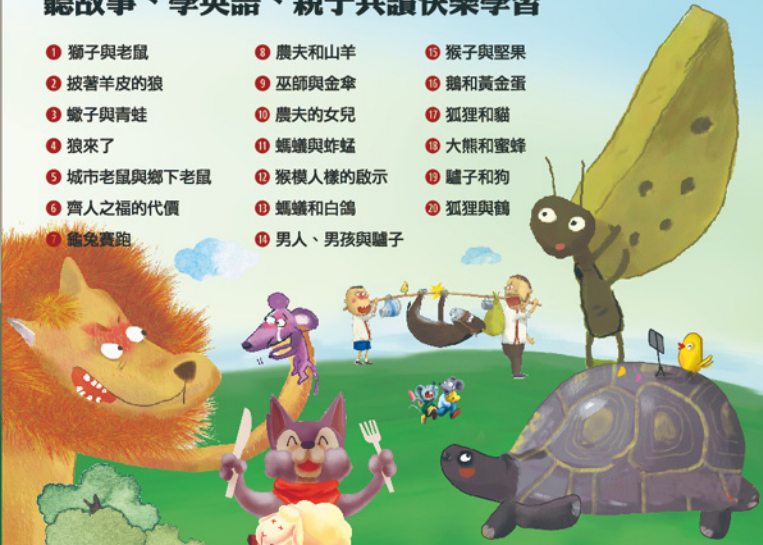 聽故事、學英語、親子共讀快樂學習
1 獅子與老鼠
2 披著羊皮的狼
3 蠍子與青蛙
4 狼來了
5 城市老鼠與鄉下老鼠
6 齊人之福的代價
7 龜兔賽跑
8 農夫和山羊
9 巫師與金傘
10 農夫的女兒
11 螞蟻與蚱蜢
12 猴模人樣的啟示
13 螞蟻和白鴿
14 男人、男孩與驢子
15 猴子與堅果
16 鵝和黃金蛋
17 狐狸和貓
18 大熊和蜜蜂
19 驢子和狗
20 狐狸與鶴